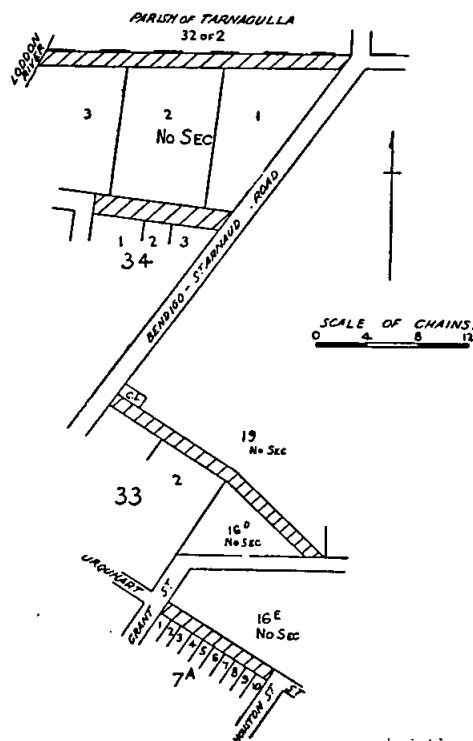 PARISH OF TARNAGULLA
32 OF 2
LODDON
RIVER
3
2
1
NO SEC
1 2 3
34
BENDIGO - ST. ARNAUD - ROAD
SCALE OF CHAINS.
0 4 8 12
C.L.
19
NO SEC
2
33
16D
NO SEC
URQUHART
ST.
GRANT
16E
NO SEC
1 2 3 4 5 6 7 8 9 10
7A
HOUSTON ST.